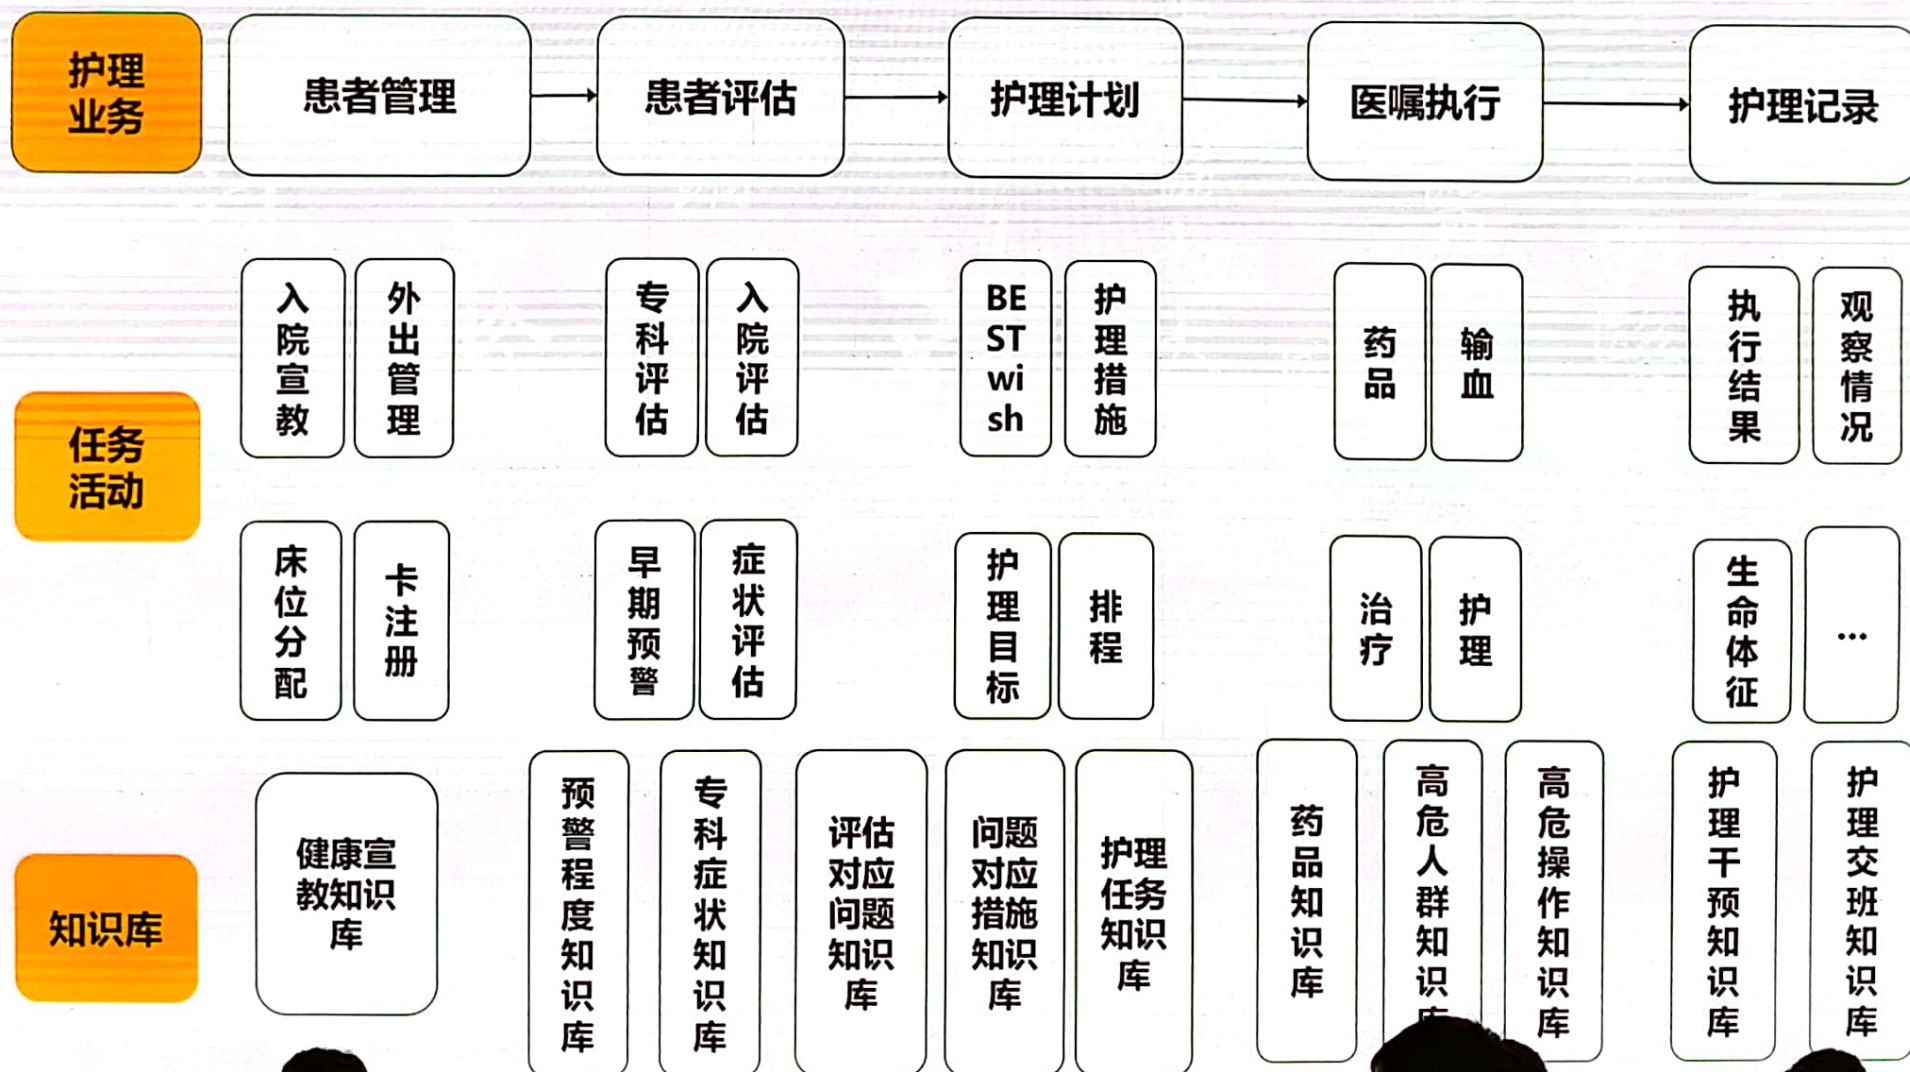 护理
业务
患者管理
患者评估
护理计划
医嘱执行
护理记录
任务
活动
入院宣教
外出管理
专科评估
入院评估
BE
ST
wi
sh
护理措施
药品
输血
执行结果
观察情况
床位分配
卡注册
早期预警
症状评估
护理目标
排程
治疗
护理
生命体征
...
知识库
健康宣
教知识
库
预警程度知识库
专科症状知识库
评估
对应
问题
知识
库
问题
对应
措施
知识
库
护理
任务
知识
库
药品知识库
高危人群知识库
高危操作知识库
护理干预知识库
护理交班知识库